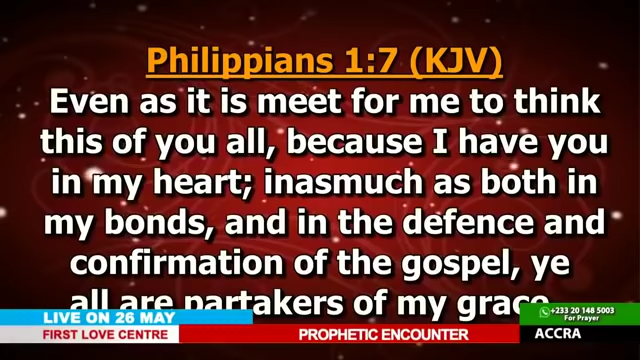 Philippians 1:7 (KJV)
Even as it is meet for me to think
this of you all, because I have you
in my heart; inasmuch as both in
my bonds, and in the defence and
confirmation of the gospel, ye
all are partakers of my grace.
LIVE ON 26 MAY
+233 20 148 5003
For Prayer
FIRST LOVE CENTRE
PROPHETIC ENCOUNTER
ACCRA